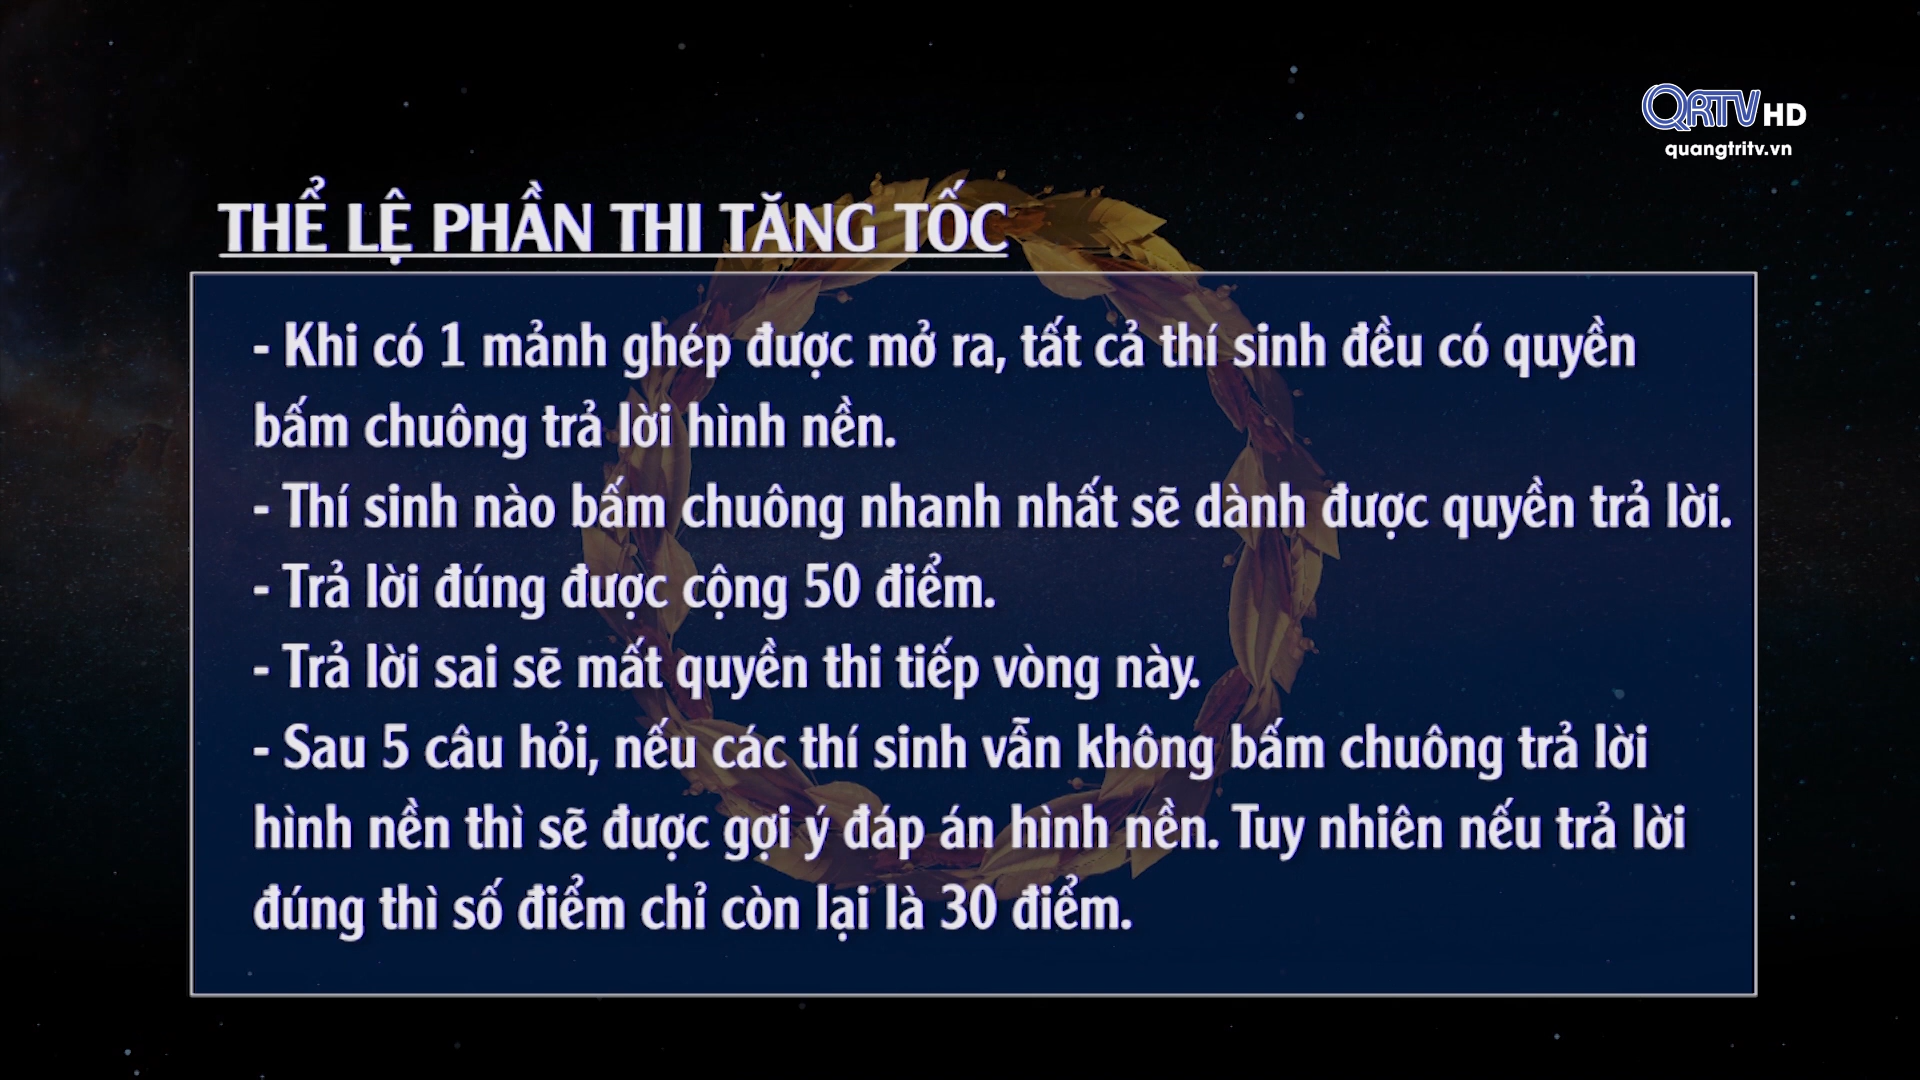 QRTV HD
quangtritv.vn
THỂ LỆ PHẦN THI TĂNG TỐC
- Khi có 1 mảnh ghép được mở ra, tất cả thí sinh đều có quyền
bấm chuông trả lời hình nền.
- Thí sinh nào bấm chuông nhanh nhất sẽ dành được quyền trả lời.
- Trả lời đúng được cộng 50 điểm.
- Trả lời sai sẽ mất quyền thi tiếp vòng này.
- Sau 5 câu hỏi, nếu các thí sinh vẫn không bấm chuông trả lời
hình nền thì sẽ được gợi ý đáp án hình nền. Tuy nhiên nếu trả lời
đúng thì số điểm chỉ còn lại là 30 điểm.